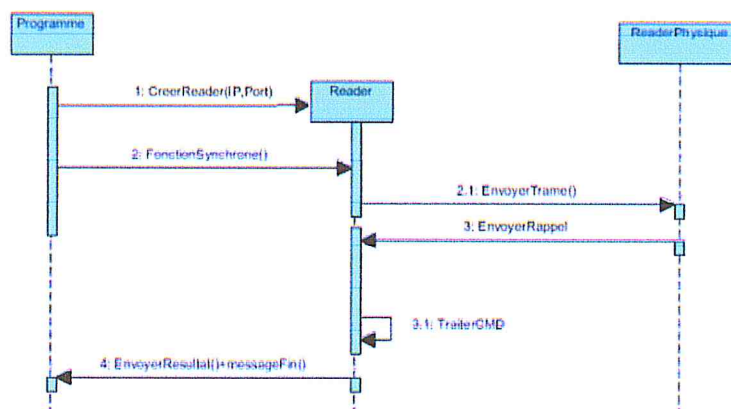 Programme
ReaderPhysique
1: CreerReader(IP,Port)
Reader
2: FonctionSynchrone()
2.1: EnvoyerTrame()
3: EnvoyerRappel
3.1: TraiterCMD
4: EnvoyerResultat()+messageFin()